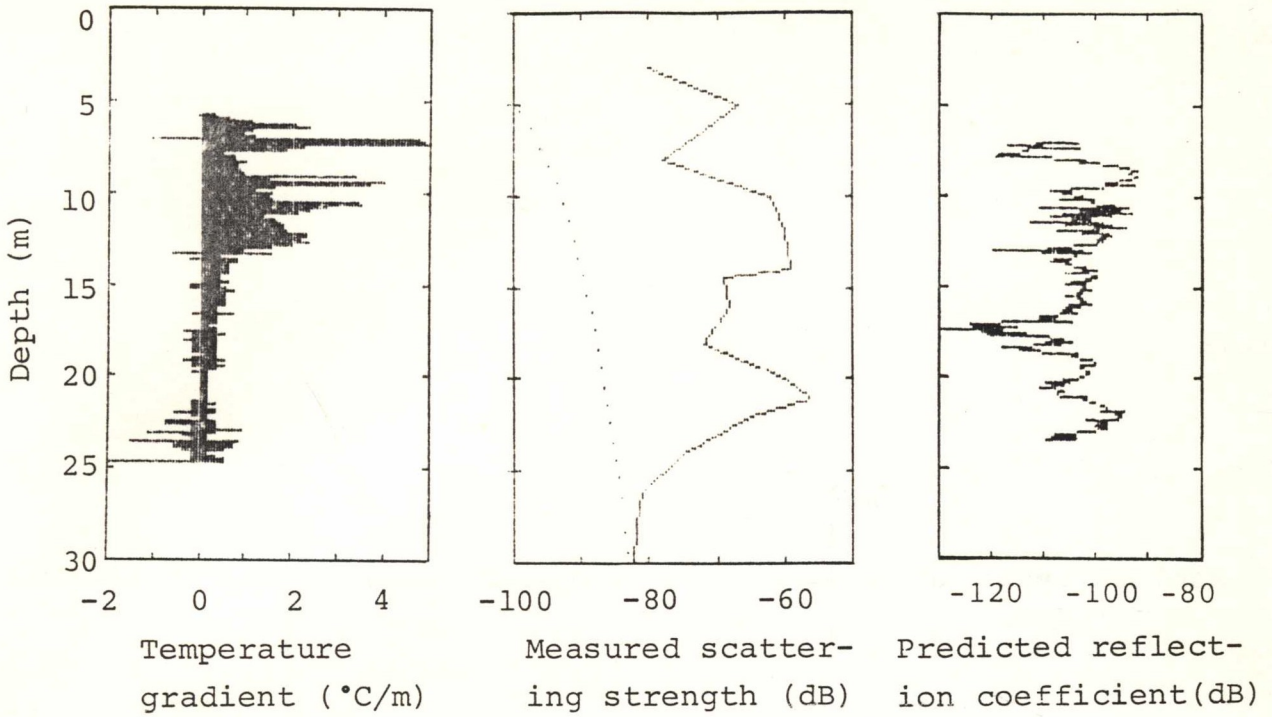 0
5
10
15
20
25
30
Depth (m)
-2 0 2 4
Temperature
gradient (°C/m)
-100 -80 -60
Measured scatter-
ing strength (dB)
-120 -100 -80
Predicted reflect-
ion coefficient(dB)